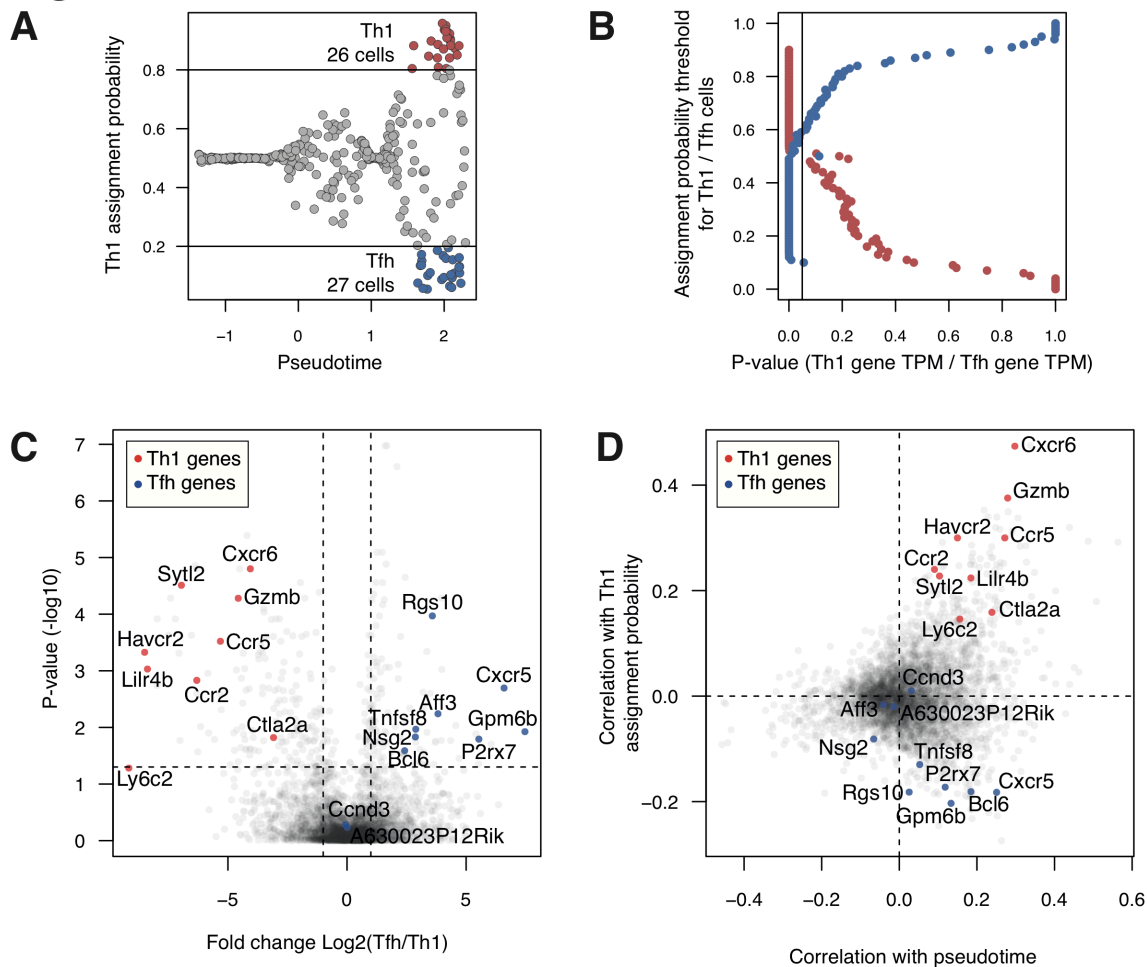 A
Th1 assignment probability
0.8
0.6
0.4
0.2
Th1
26 cells
Tfh
27 cells
−1
0
1
2
Pseudotime
B
Assignment probability threshold
for Th1 / Tfh cells
1.0
0.8
0.6
0.4
0.2
0.0
0.0
0.2
0.4
0.6
0.8
1.0
P-value (Th1 gene TPM / Tfh gene TPM)
C
P-value (-log10)
7
6
5
4
3
2
1
0
Th1 genes
Tfh genes
Cxcr6
Sytl2
Gzmb
Rgs10
Havcr2
Ccr5
Lilr4b
Ccr2
Cxcr5
Aff3
Ctla2a
Tnfsf8
Gpm6b
Nsg2
P2rx7
Bcl6
Ly6c2
Ccnd3
A630023P12Rik
−5
0
5
Fold change Log2(Tfh/Th1)
D
Correlation with Th1
assignment probability
0.4
0.2
0.0
−0.2
Th1 genes
Tfh genes
Cxcr6
Gzmb
Havcr2
Ccr5
Ccr2
Sytl2
Lilr4b
Ctla2a
Ly6c2
Ccnd3
Aff3
A630023P12Rik
Nsg2
Tnfsf8
P2rx7
Cxcr5
Rgs10
Bcl6
Gpm6b
−0.4
−0.2
0.0
0.2
0.4
0.6
Correlation with pseudotime